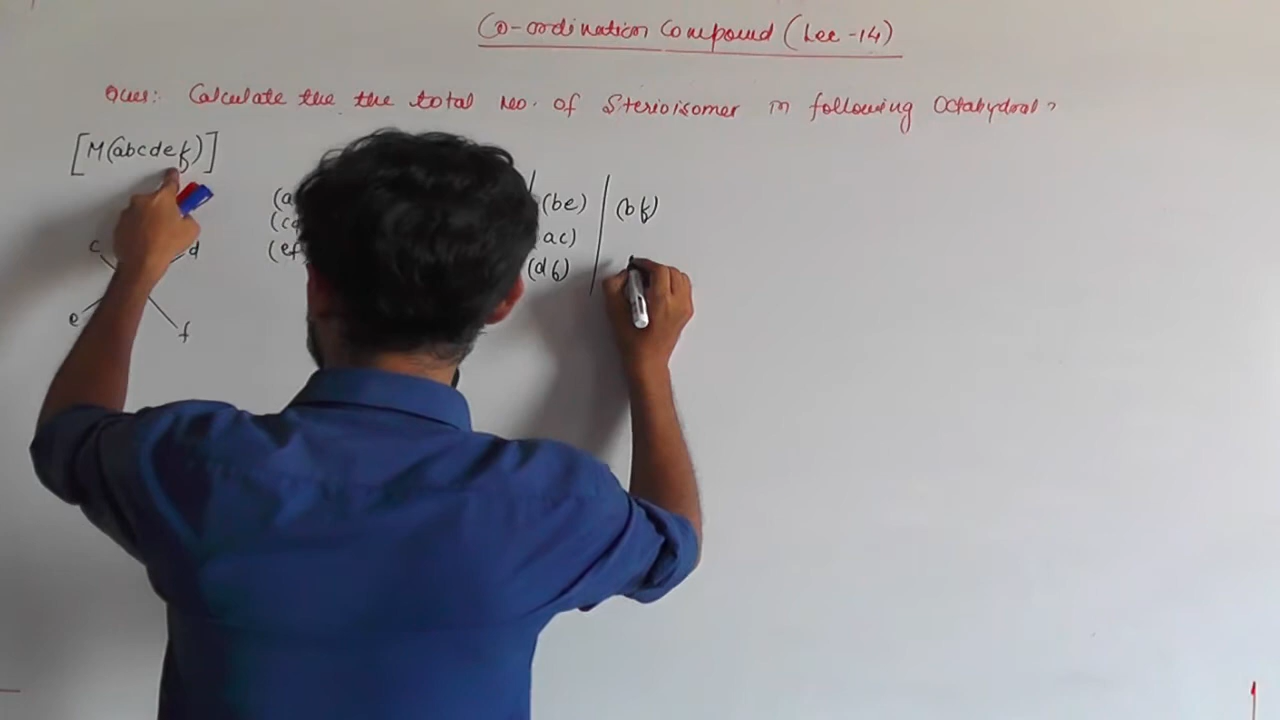 Co-ordination Compound (Lec-14)
Ques: Calculate the the total no. of Sterioisomer in following Octahydral?
[M(abcdef)]
(be) (bf)
ac)
(ef
(df)
c d
e f